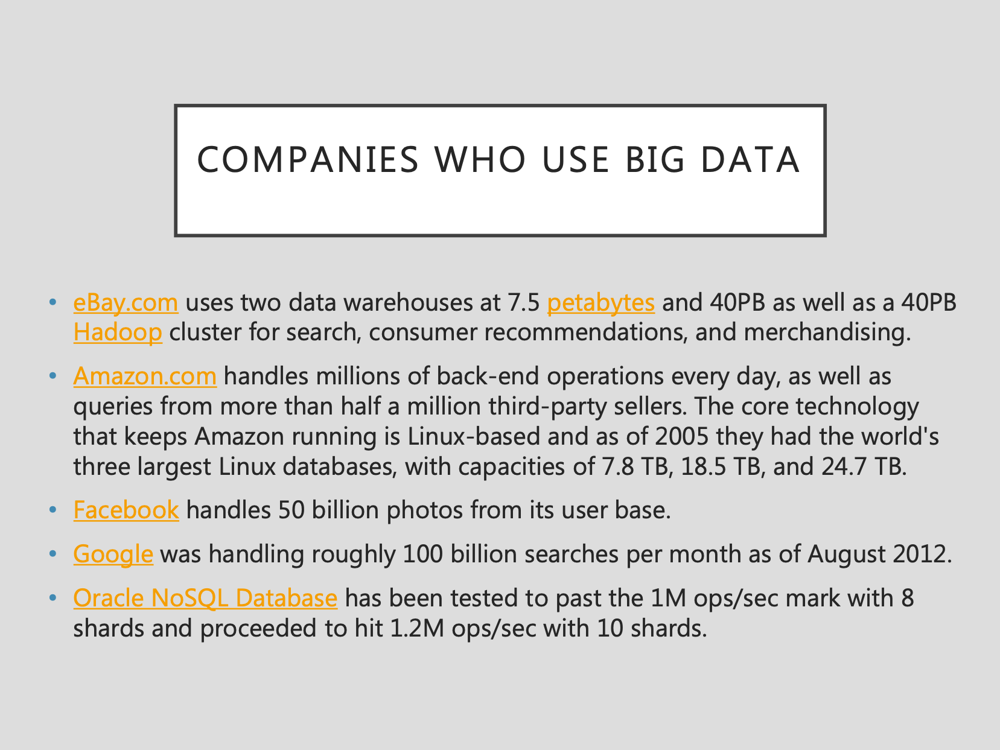 COMPANIES WHO USE BIG DATA
• eBay.com uses two data warehouses at 7.5 petabytes and 40PB as well as a 40PB
Hadoop cluster for search, consumer recommendations, and merchandising.
• Amazon.com handles millions of back-end operations every day, as well as
queries from more than half a million third-party sellers. The core technology
that keeps Amazon running is Linux-based and as of 2005 they had the world's
three largest Linux databases, with capacities of 7.8 TB, 18.5 TB, and 24.7 TB.
• Facebook handles 50 billion photos from its user base.
• Google was handling roughly 100 billion searches per month as of August 2012.
• Oracle NoSQL Database has been tested to past the 1M ops/sec mark with 8
shards and proceeded to hit 1.2M ops/sec with 10 shards.